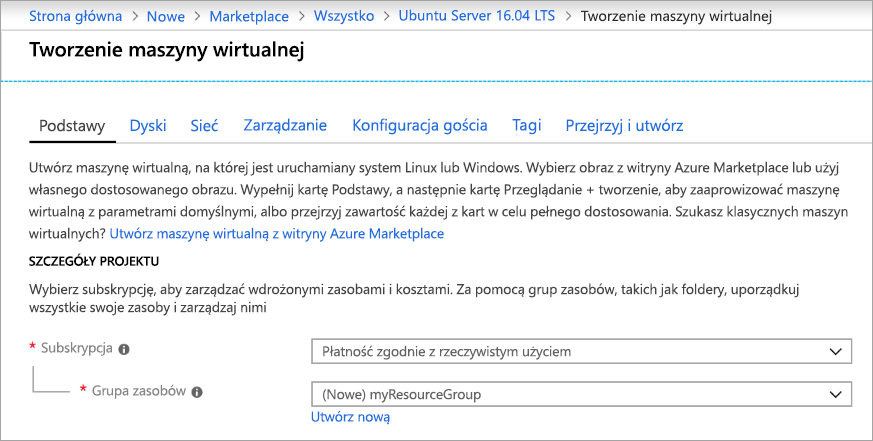 Strona główna > Nowe > Marketplace > Wszystko > Ubuntu Server 16.04 LTS > Tworzenie maszyny wirtualnej
Tworzenie maszyny wirtualnej
Podstawy Dyski Sieć Zarządzanie Konfiguracja gościa Tagi Przejrzyj i utwórz
Utwórz maszynę wirtualną, na której jest uruchamiany system Linux lub Windows. Wybierz obraz z witryny Azure Marketplace lub użyj
własnego dostosowanego obrazu. Wypełnij kartę Podstawy, a następnie kartę Przeglądanie + tworzenie, aby zaaprowizować maszynę
wirtualną z parametrami domyślnymi, albo przejrzyj zawartość każdej z kart w celu pełnego dostosowania. Szukasz klasycznych maszyn
wirtualnych? Utwórz maszynę wirtualną z witryny Azure Marketplace
SZCZEGÓŁY PROJEKTU
Wybierz subskrypcję, aby zarządzać wdrożonymi zasobami i kosztami. Za pomocą grup zasobów, takich jak foldery, uporządkuj
wszystkie swoje zasoby i zarządzaj nimi
* Subskrypcja Płatność zgodnie z rzeczywistym użyciem
* Grupa zasobów (Nowe) myResourceGroup
Utwórz nową